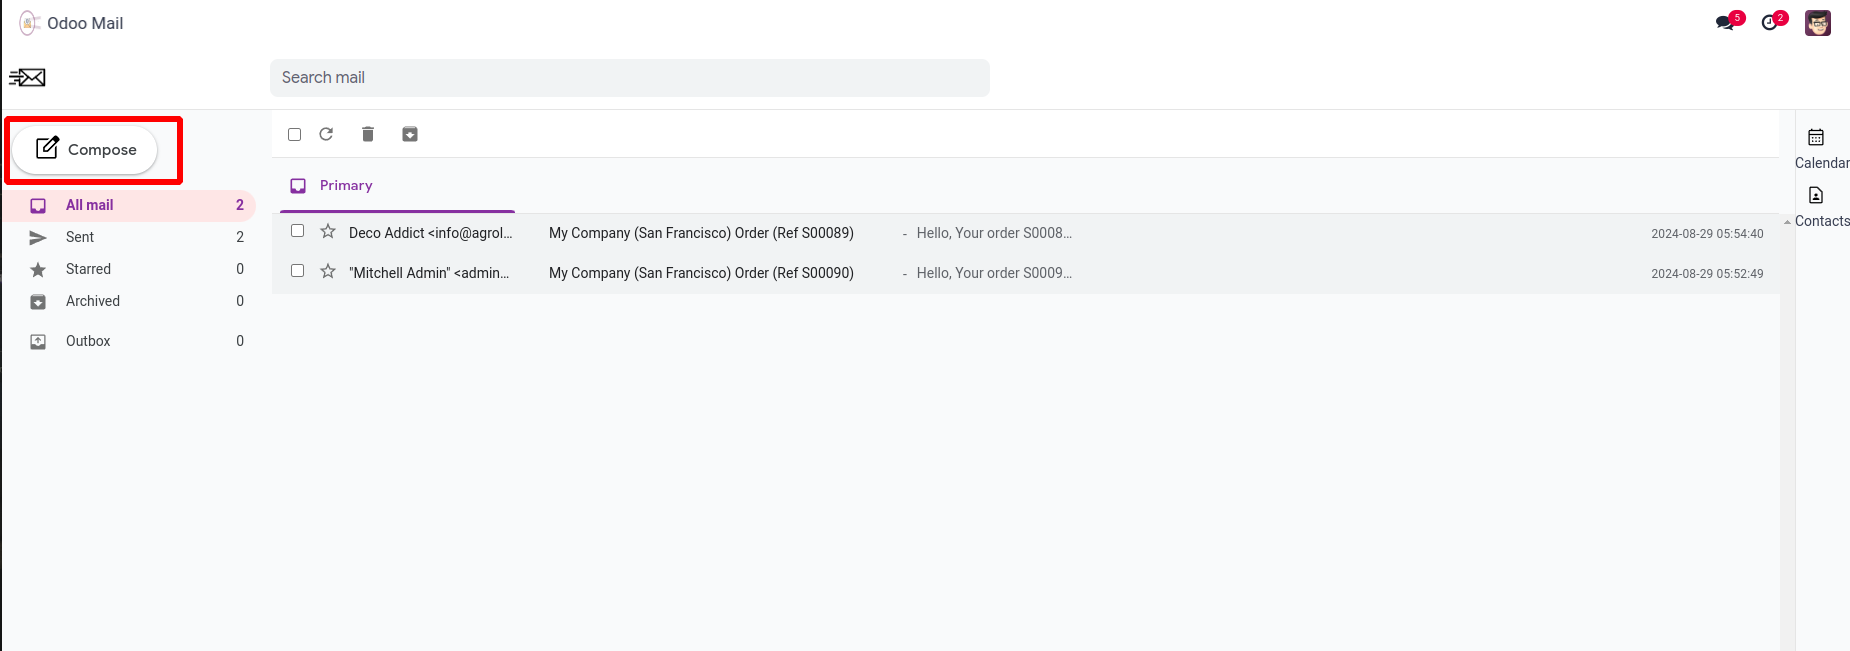 Odoo Mail
5
2
Search mail
Compose
All mail 2
Sent 2
Starred 0
Archived 0
Outbox 0
Primary
Deco Addict <info@agrol... My Company (San Francisco) Order (Ref S00089) - Hello, Your order S0008... 2024-08-29 05:54:40
"Mitchell Admin" <admin... My Company (San Francisco) Order (Ref S00090) - Hello, Your order S0009... 2024-08-29 05:52:49
Calendar
Contacts